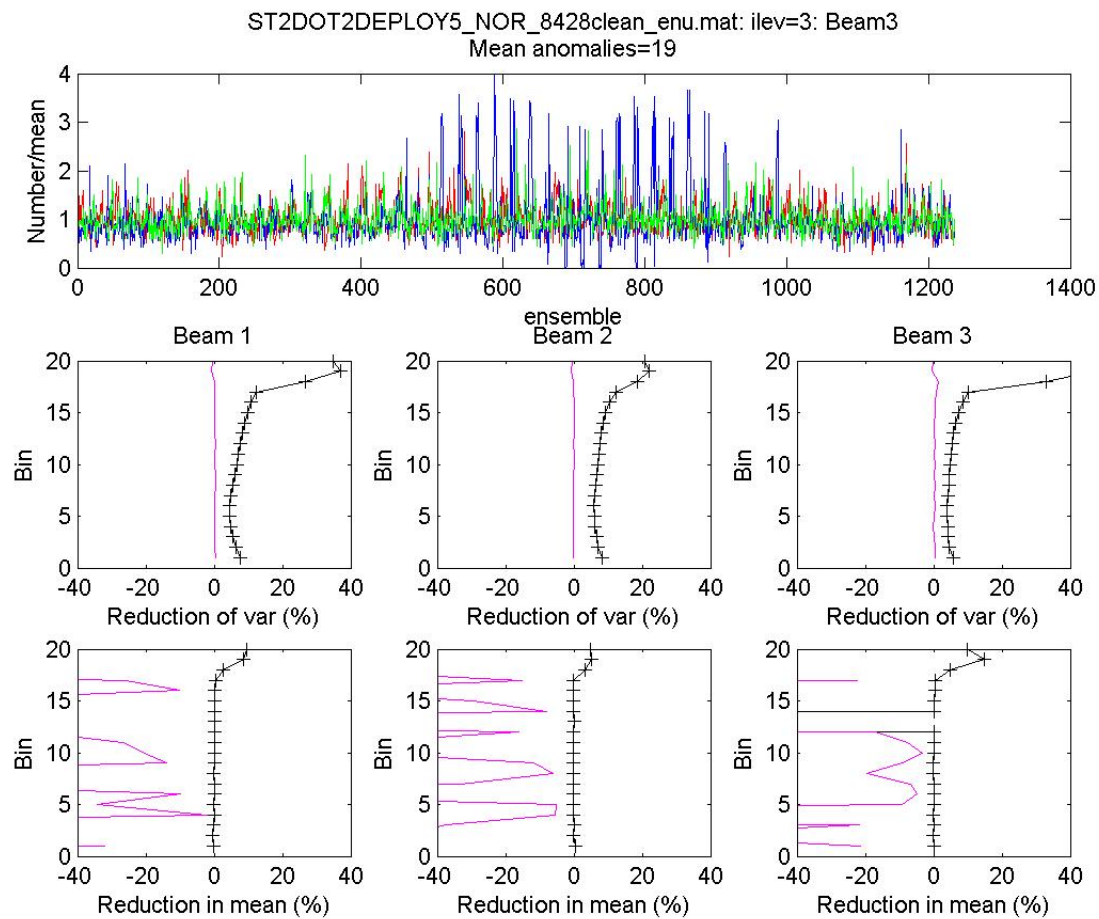 ST2DOT2DEPLOY5_NOR_8428clean_enu.mat: ilev=3: Beam3
Mean anomalies=19
Number/mean
4
3
2
1
0
0 200 400 600 800 1000 1200 1400
ensemble
Beam 1 Beam 2 Beam 3
Bin
20
15
10
5
0
-40 -20 0 20 40
Reduction of var (%)
Bin
20
15
10
5
0
-40 -20 0 20 40
Reduction of var (%)
Bin
20
15
10
5
0
-40 -20 0 20 40
Reduction of var (%)
Bin
20
15
10
5
0
-40 -20 0 20 40
Reduction in mean (%)
Bin
20
15
10
5
0
-40 -20 0 20 40
Reduction in mean (%)
Bin
20
15
10
5
0
-40 -20 0 20 40
Reduction in mean (%)